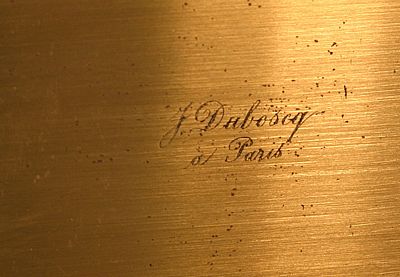 J. Duboscq
à Paris